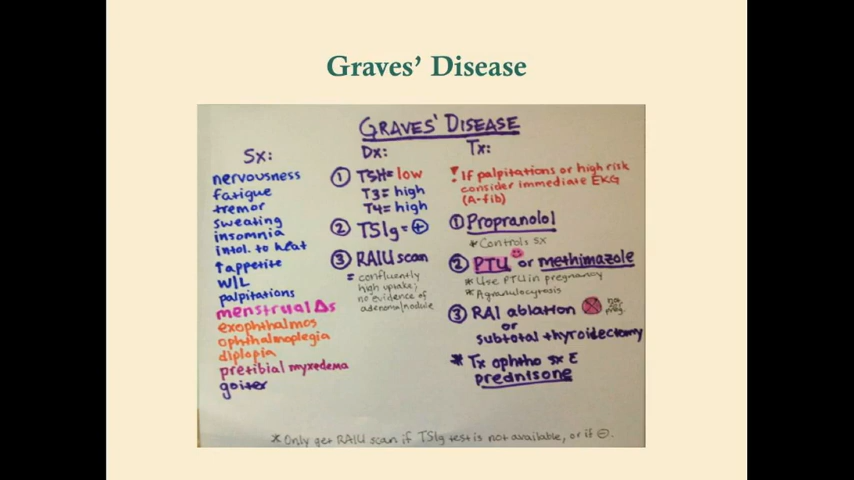 Graves' Disease
GRAVES' DISEASE
Sx:
nervousness
fatigue
tremor
sweating
insomnia
intol. to heat
↑appetite
W/L
palpitations
menstrual Δs
exophthalmos
ophthalmoplegia
diplopia
pretibial myxedema
goiter
Dx:
① TSH= low
T3= high
T4= high
② TSIg = ⊕
③ RAIU scan
= confluently
high uptake;
no evidence of
adenoma/nodule
Tx:
! If palpitations or high risk
consider immediate EKG
(A-fib)
① Propranolol
* Controls sx
② PTU or methimazole
* Use PTU in pregnancy
* Agranulocytosis
③ RAI ablation
or
subtotal thyroidectomy
* Tx ophtho sx c
prednisone
* Only get RAIU scan if TSIg test is not available, or if ⊖.